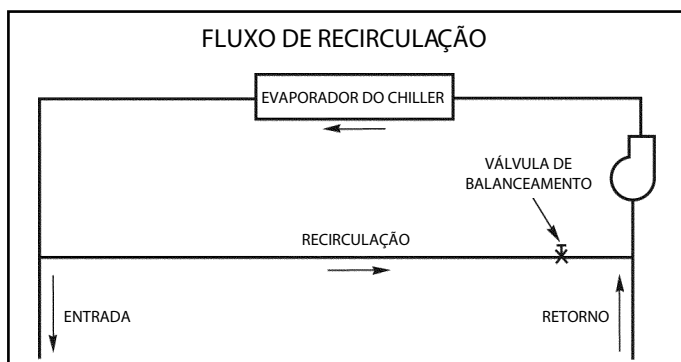 FLUXO DE RECIRCULAÇÃO
EVAPORADOR DO CHILLER
VÁLVULA DE
BALANCEAMENTO
RECIRCULAÇÃO
ENTRADA
RETORNO